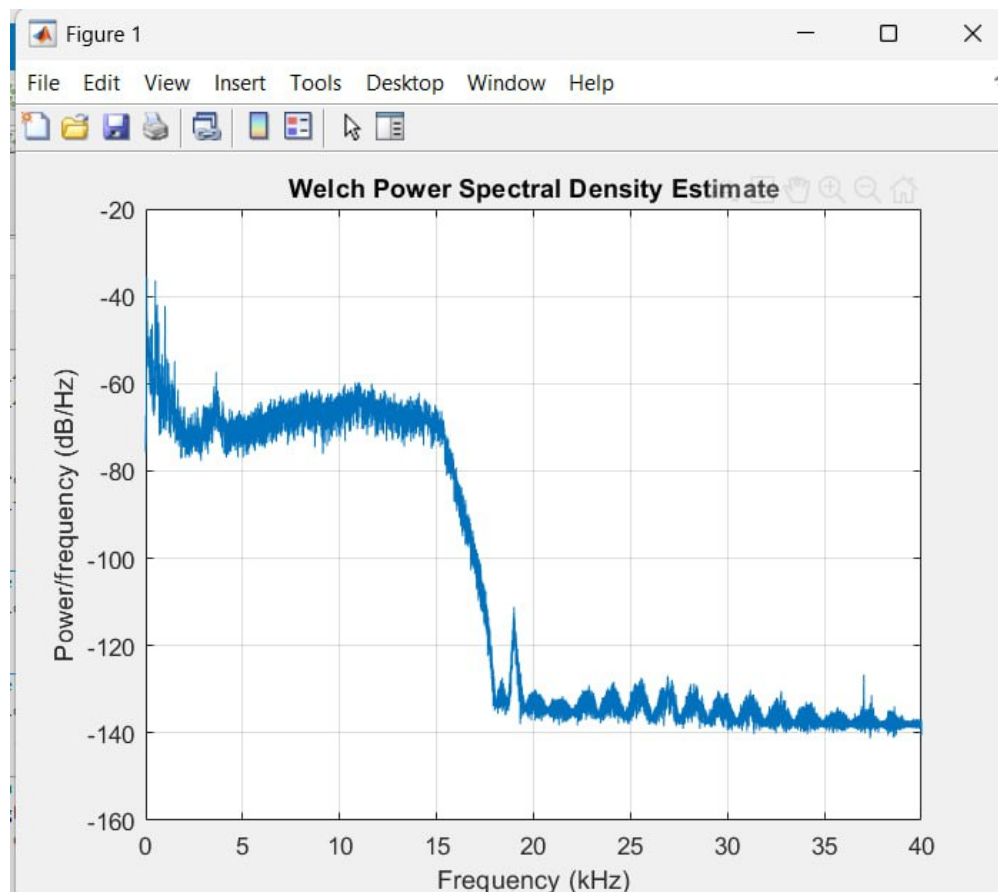 Figure 1
File Edit View Insert Tools Desktop Window Help
Welch Power Spectral Density Estimate
-20
-40
-60
-80
-100
-120
-140
-160
Power/frequency (dB/Hz)
0 5 10 15 20 25 30 35 40
Frequency (kHz)